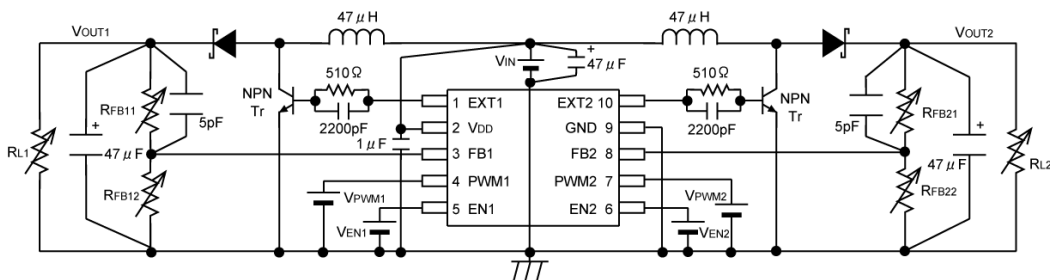 47μH
47μH
VOUT1
VOUT2
VIN
+
47μF
510Ω
510Ω
NPN
Tr
NPN
Tr
2200pF
2200pF
1 EXT1
EXT2 10
2 VDD
GND 9
3 FB1
FB2 8
4 PWM1
PWM2 7
5 EN1
EN2 6
1μF
RFB11
5pF
5pF
RFB21
+
47μF
+
47μF
RL1
RL2
RFB12
RFB22
VPWM1
VPWM2
VEN1
VEN2